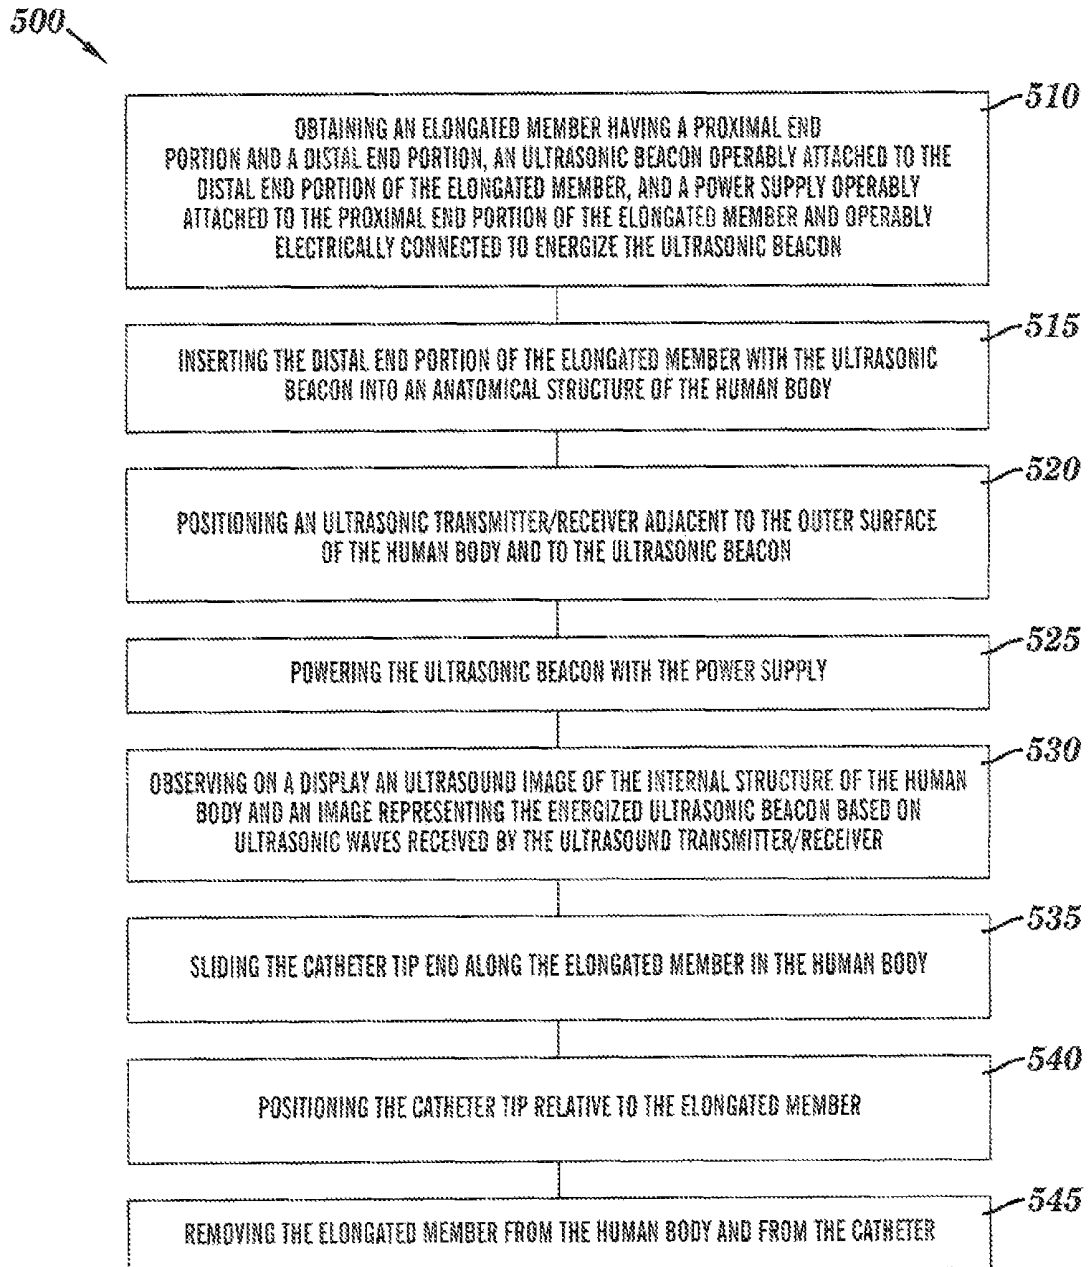 500
510
OBTAINING AN ELONGATED MEMBER HAVING A PROXIMAL END
PORTION AND A DISTAL END PORTION, AN ULTRASONIC BEACON OPERABLY ATTACHED TO THE
DISTAL END PORTION OF THE ELONGATED MEMBER, AND A POWER SUPPLY OPERABLY
ATTACHED TO THE PROXIMAL END PORTION OF THE ELONGATED MEMBER AND OPERABLY
ELECTRICALLY CONNECTED TO ENERGIZE THE ULTRASONIC BEACON
515
INSERTING THE DISTAL END PORTION OF THE ELONGATED MEMBER WITH THE ULTRASONIC
BEACON INTO AN ANATOMICAL STRUCTURE OF THE HUMAN BODY
520
POSITIONING AN ULTRASONIC TRANSMITTER/RECEIVER ADJACENT TO THE OUTER SURFACE
OF THE HUMAN BODY AND TO THE ULTRASONIC BEACON
525
POWERING THE ULTRASONIC BEACON WITH THE POWER SUPPLY
530
OBSERVING ON A DISPLAY AN ULTRASOUND IMAGE OF THE INTERNAL STRUCTURE OF THE HUMAN
BODY AND AN IMAGE REPRESENTING THE ENERGIZED ULTRASONIC BEACON BASED ON
ULTRASONIC WAVES RECEIVED BY THE ULTRASOUND TRANSMITTER/RECEIVER
535
SLIDING THE CATHETER TIP END ALONG THE ELONGATED MEMBER IN THE HUMAN BODY
540
POSITIONING THE CATHETER TIP RELATIVE TO THE ELONGATED MEMBER
545
REMOVING THE ELONGATED MEMBER FROM THE HUMAN BODY AND FROM THE CATHETER